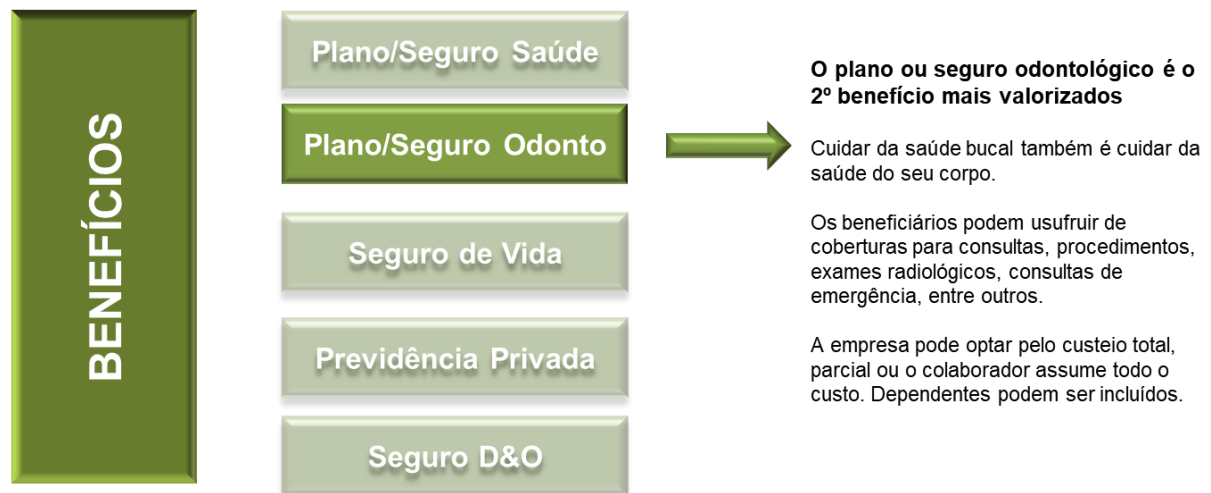 BENEFÍCIOS
Plano/Seguro Saúde
Plano/Seguro Odonto
Seguro de Vida
Previdência Privada
Seguro D&O
O plano ou seguro odontológico é o
2º benefício mais valorizados
Cuidar da saúde bucal também é cuidar da
saúde do seu corpo.
Os beneficiários podem usufruir de
coberturas para consultas, procedimentos,
exames radiológicos, consultas de
emergência, entre outros.
A empresa pode optar pelo custeio total,
parcial ou o colaborador assume todo o
custo. Dependentes podem ser incluídos.